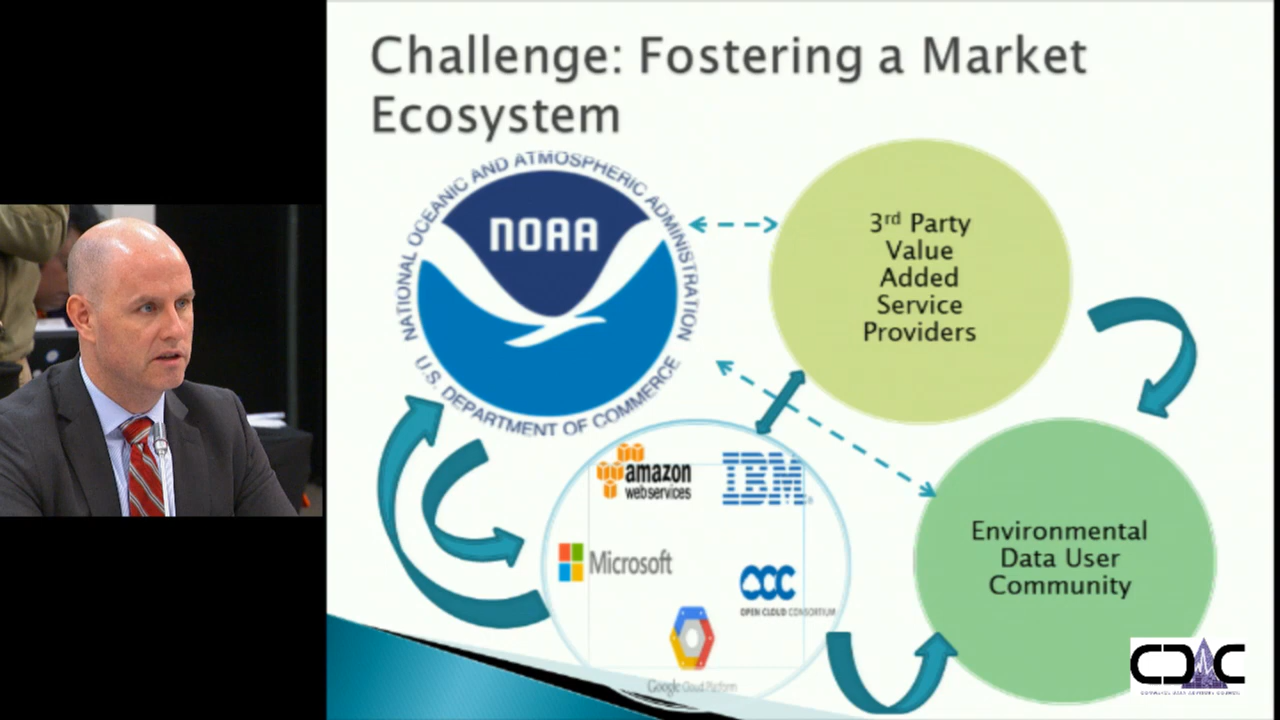 Challenge: Fostering a Market
Ecosystem
NATIONAL OCEANIC AND ATMOSPHERIC ADMINISTRATION
NOAA
U.S. DEPARTMENT OF COMMERCE
3rd Party
Value
Added
Service
Providers
amazon
webservices
IBM®
Microsoft
OCC
OPEN CLOUD CONSORTIUM
Google Cloud Platform
Environmental
Data User
Community
CDAC